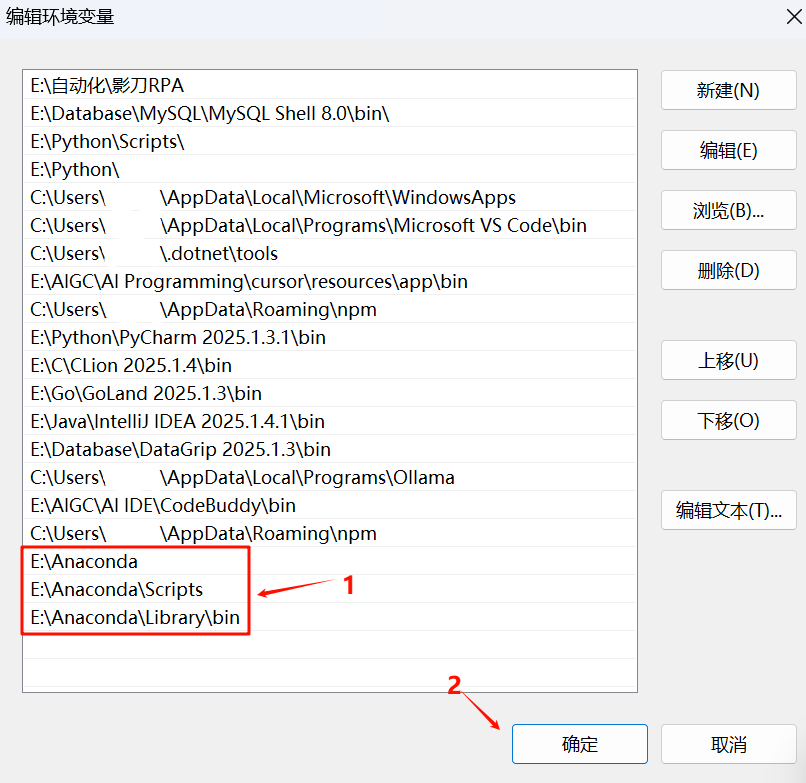 编辑环境变量
E:\自动化\影刀RPA
E:\Database\MySQL\MySQL Shell 8.0\bin\
E:\Python\Scripts\
E:\Python\
C:\Users\ \AppData\Local\Microsoft\WindowsApps
C:\Users\ \AppData\Local\Programs\Microsoft VS Code\bin
C:\Users\ \.dotnet\tools
E:\AIGC\AI Programming\cursor\resources\app\bin
C:\Users\ \AppData\Roaming\npm
E:\Python\PyCharm 2025.1.3.1\bin
E:\C\CLion 2025.1.4\bin
E:\Go\GoLand 2025.1.3\bin
E:\Java\IntelliJ IDEA 2025.1.4.1\bin
E:\Database\DataGrip 2025.1.3\bin
C:\Users\ \AppData\Local\Programs\Ollama
E:\AIGC\AI IDE\CodeBuddy\bin
C:\Users\ \AppData\Roaming\npm
E:\Anaconda
E:\Anaconda\Scripts
E:\Anaconda\Library\bin
1
2
新建(N)
编辑(E)
浏览(B)...
删除(D)
上移(U)
下移(O)
编辑文本(T)...
确定
取消